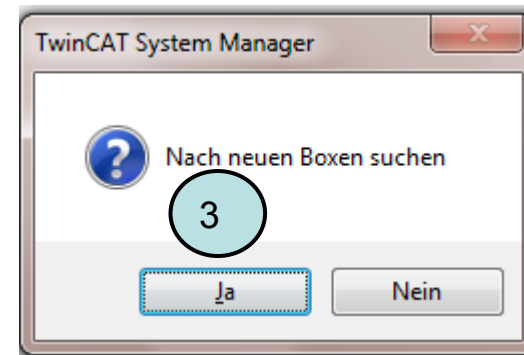 TwinCAT System Manager
Nach neuen Boxen suchen
3
Ja
Nein